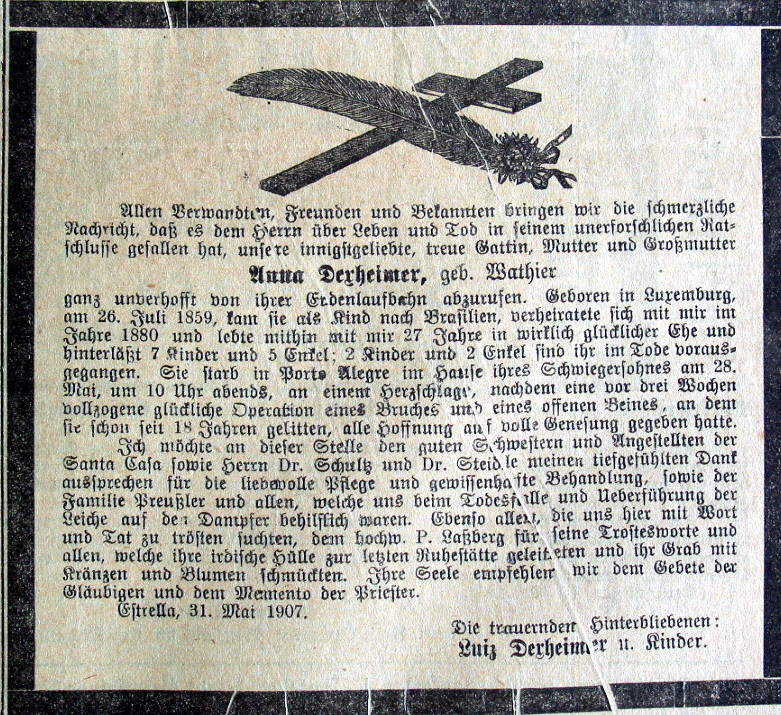 Allen Verwandten, Freunden und Bekannten bringen wir die schmerzliche
Nachricht, daß es dem Herrn über Leben und Tod in seinem unerforschlichen Rat-
schlusse gefallen hat, unsere innigstgeliebte, treue Gattin, Mutter und Großmutter
Anna Dexheimer, geb. Wathier
ganz unverhofft von ihrer Erdenlaufbahn abzurufen. Geboren in Luxemburg,
am 26. Juli 1859, kam sie als Kind nach Brasilien, verheiratete sich mit mir im
Jahre 1880 und lebte mithin mit mir 27 Jahre in wirklich glücklicher Ehe und
hinterläßt 7 Kinder und 5 Enkel; 2 Kinder und 2 Enkel sind ihr im Tode voraus-
gegangen. Sie starb in Porto Alegre im Hause ihres Schwiegersohnes am 28.
Mai, um 10 Uhr abends, an einem Herzschlage, nachdem eine vor drei Wochen
vollzogene glückliche Operation eines Bruches und eines offenen Beines, an dem
sie schon seit 18 Jahren gelitten, alle Hoffnung auf volle Genesung gegeben hatte.
Ich möchte an dieser Stelle den guten Schwestern und Angestellten der
Santa Casa sowie Herrn Dr. Schultz und Dr. Steidle meinen tiefgefühlten Dank
aussprechen für die liebevolle Pflege und gewissenhafte Behandlung, sowie der
Familie Preußler und allen, welche uns beim Todesfalle und Ueberführung der
Leiche auf den Dampfer behilflich waren. Ebenso allen, die uns hier mit Wort
und Tat zu trösten suchten, dem hochw. P. Laßberg für seine Trostesworte und
allen, welche ihre irdische Hülle zur letzten Ruhestätte geleiteten und ihr Grab mit
Kränzen und Blumen schmückten. Ihre Seele empfehlen wir dem Gebete der
Gläubigen und dem Memento der Priester.
Estrella, 31. Mai 1907.
Die trauernden Hinterbliebenen:
Luiz Dexheimer u. Kinder.